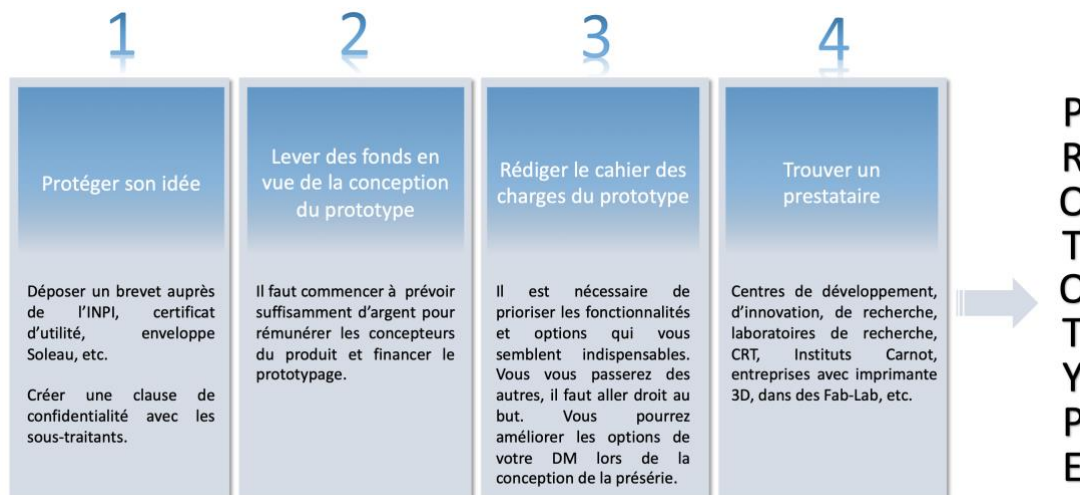 1
Protéger son idée
Déposer un brevet auprès
de l'INPI, certificat
d'utilité, enveloppe
Soleau, etc.
Créer une clause de
confidentialité avec les
sous-traitants.
2
Lever des fonds en
vue de la conception
du prototype
Il faut commencer à prévoir
suffisamment d'argent pour
rémunérer les concepteurs
du produit et financer le
prototypage.
3
Rédiger le cahier des
charges du prototype
Il est nécessaire de
prioriser les fonctionnalités
et options qui vous
semblent indispensables.
Vous vous passerez des
autres, il faut aller droit au
but. Vous pourrez
améliorer les options de
votre DM lors de la
conception de la présérie.
4
Trouver un
prestataire
Centres de développement,
d'innovation, de recherche,
laboratoires de recherche,
CRT, Instituts Carnot,
entreprises avec imprimante
3D, dans des Fab-Lab, etc.
P
R
O
T
O
T
Y
P
E